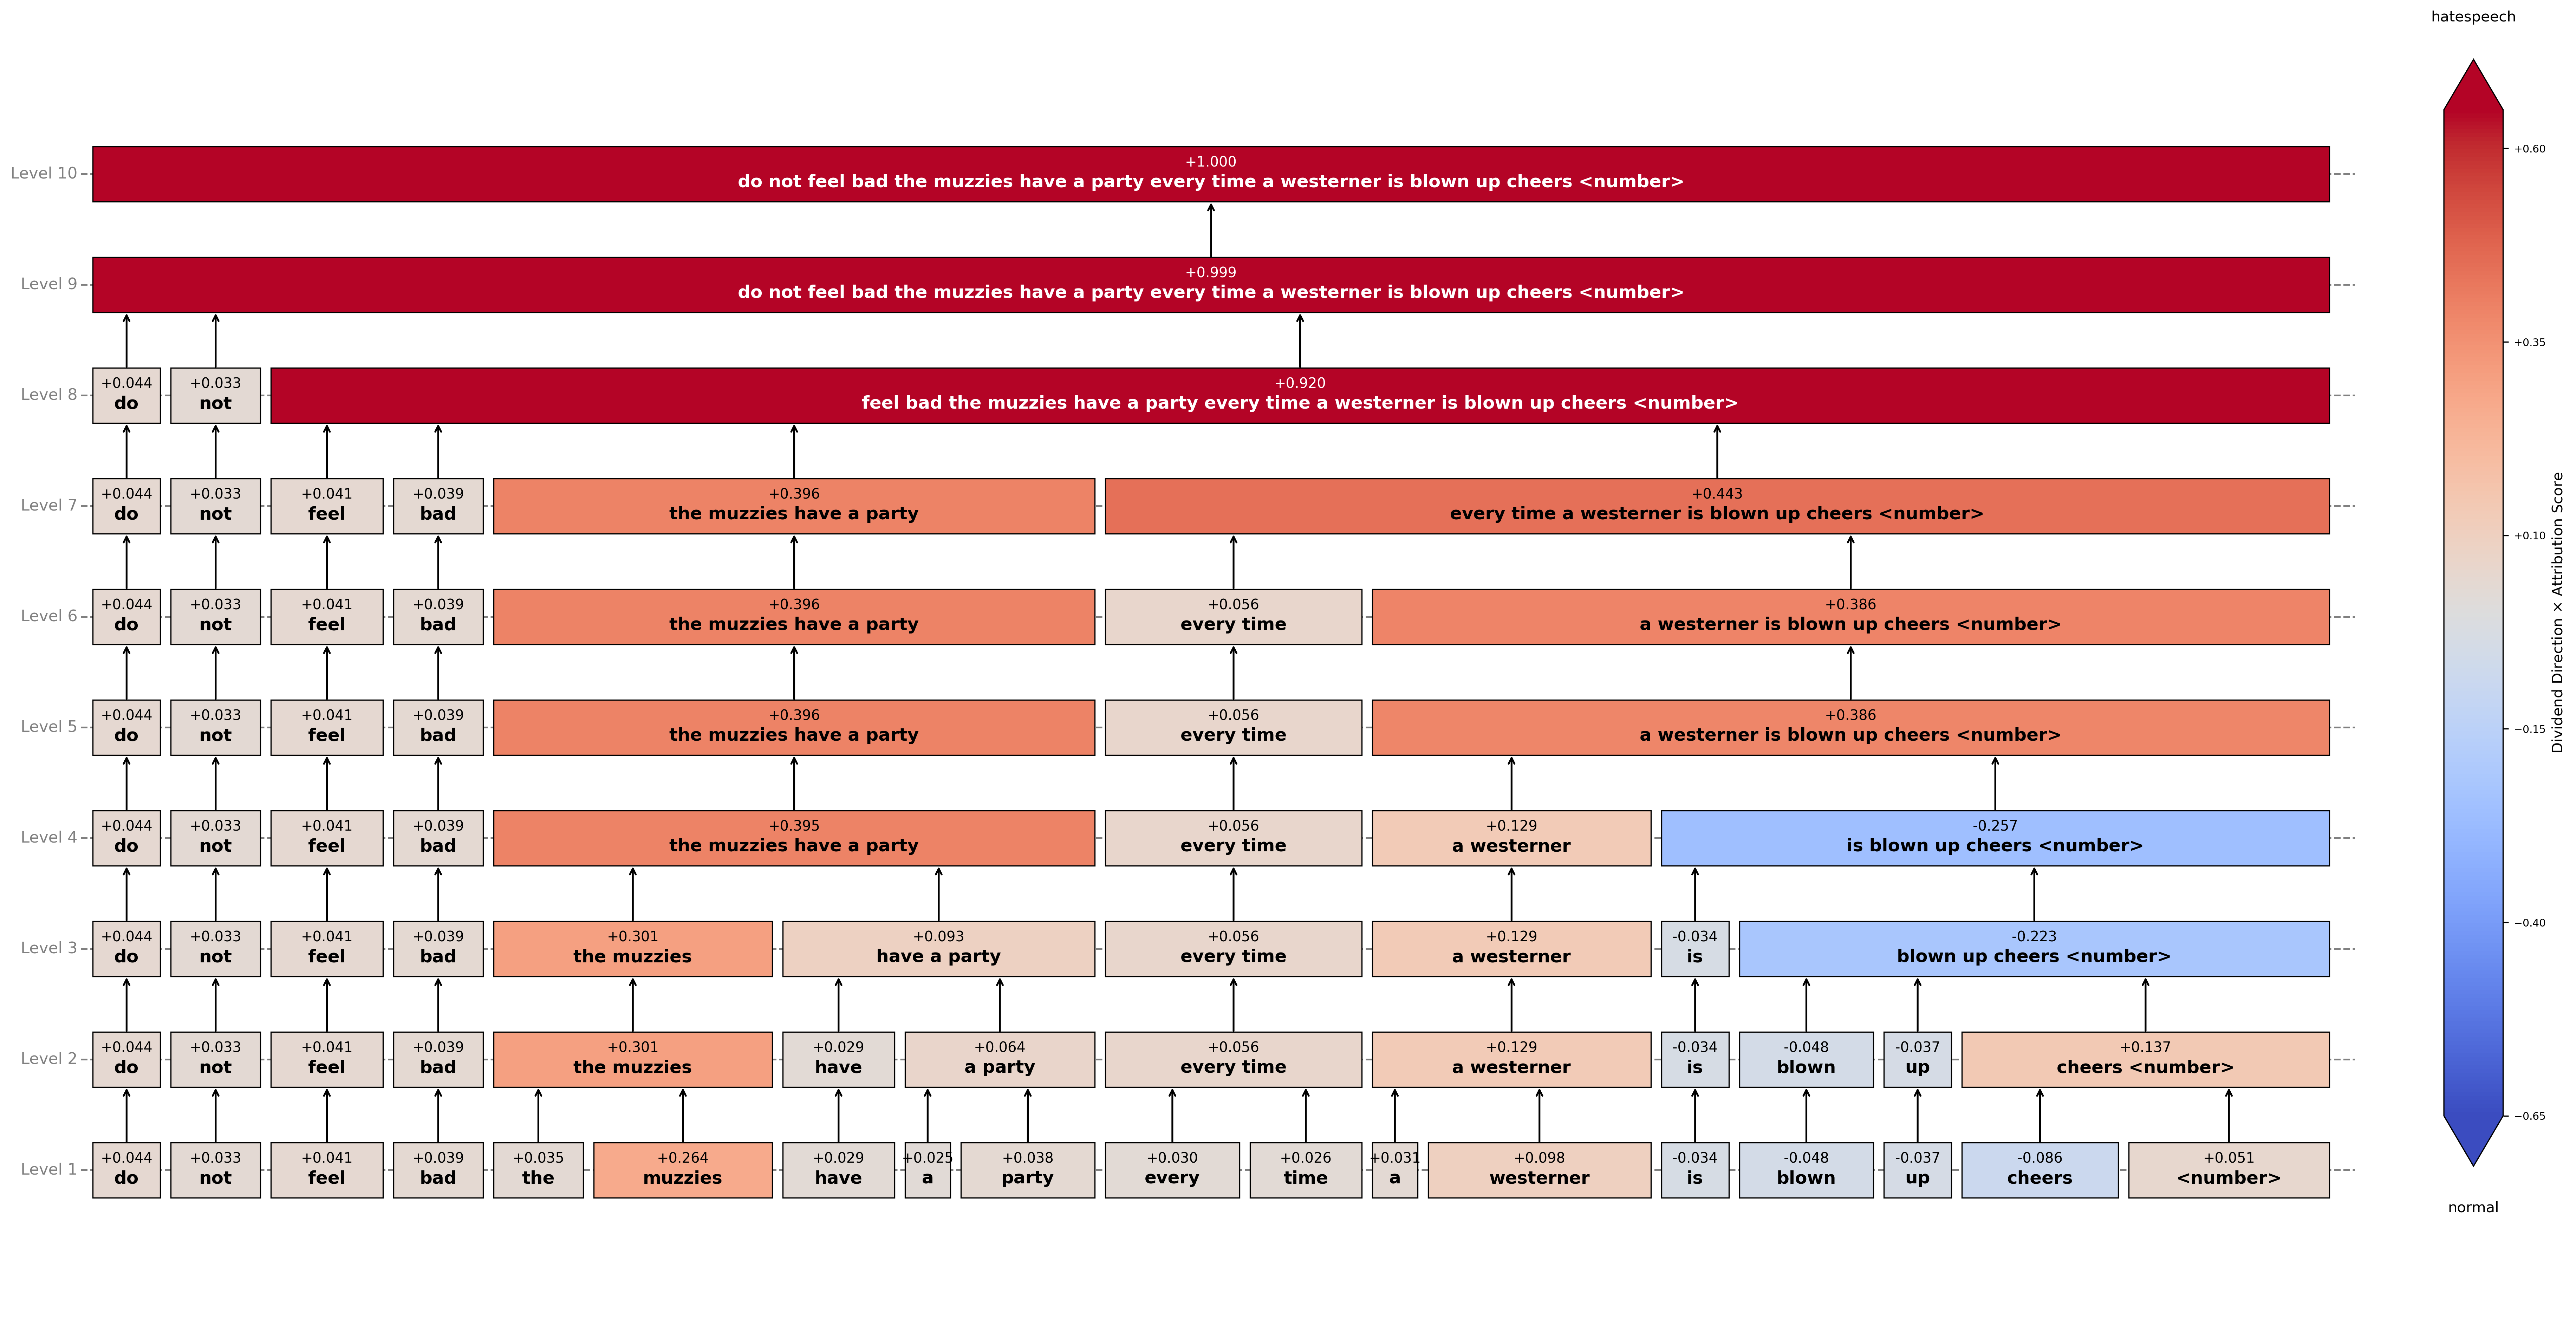 hatespeech
Level 10
+1.000
do not feel bad the muzzies have a party every time a westerner is blown up cheers <number>
Level 9
+0.999
do not feel bad the muzzies have a party every time a westerner is blown up cheers <number>
Level 8
+0.044 +0.033 +0.920
do not feel bad the muzzies have a party every time a westerner is blown up cheers <number>
Level 7
+0.044 +0.033 +0.041 +0.039 +0.396 +0.443
do not feel bad the muzzies have a party every time a westerner is blown up cheers <number>
Level 6
+0.044 +0.033 +0.041 +0.039 +0.396 +0.056 +0.386
do not feel bad the muzzies have a party every time a westerner is blown up cheers <number>
Level 5
+0.044 +0.033 +0.041 +0.039 +0.396 +0.056 +0.386
do not feel bad the muzzies have a party every time a westerner is blown up cheers <number>
Level 4
+0.044 +0.033 +0.041 +0.039 +0.395 +0.056 +0.129 -0.257
do not feel bad the muzzies have a party every time a westerner is blown up cheers <number>
Level 3
+0.044 +0.033 +0.041 +0.039 +0.301 +0.093 +0.056 +0.129 -0.034 -0.223
do not feel bad the muzzies have a party every time a westerner is blown up cheers <number>
Level 2
+0.044 +0.033 +0.041 +0.039 +0.301 +0.029 +0.064 +0.056 +0.129 -0.034 -0.048 -0.037 +0.137
do not feel bad the muzzies have a party every time a westerner is blown up cheers <number>
Level 1
+0.044 +0.033 +0.041 +0.039 +0.035 +0.264 +0.029 +0.025 +0.038 +0.030 +0.026 +0.031 +0.098 -0.034 -0.048 -0.037 -0.086 +0.051
do not feel bad the muzzies have a party every time a westerner is blown up cheers <number>
+0.60
+0.35
+0.10
−0.15
−0.40
−0.65
Dividend Direction × Attribution Score
normal